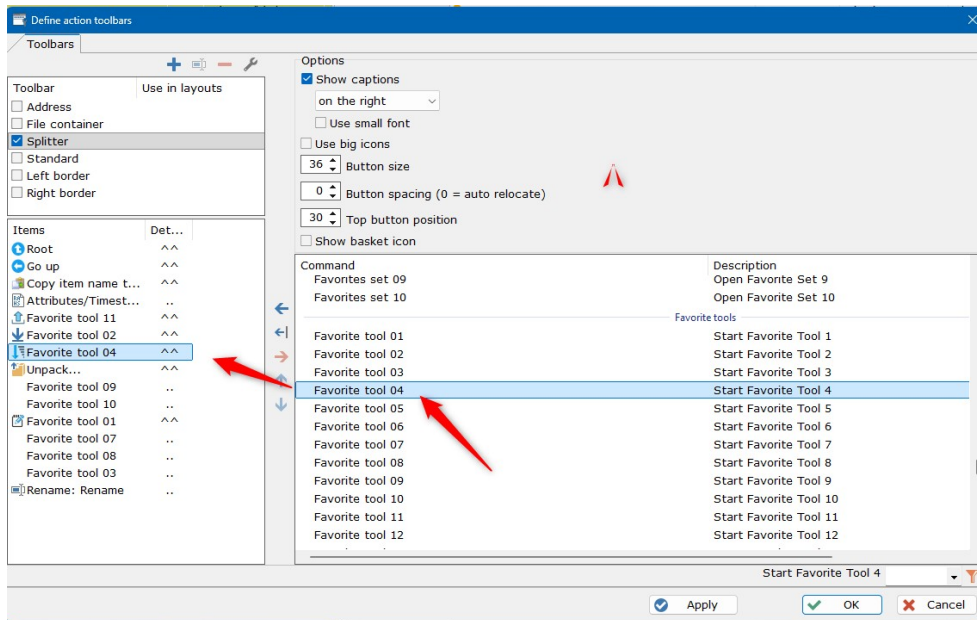 Define action toolbars
Toolbars
Toolbar Use in layouts
Address
File container
Splitter
Standard
Left border
Right border
Items Det...
Root ^^
Go up ^^
Copy item name t... ^^
Attributes/Timest... ..
Favorite tool 11 ^^
Favorite tool 02 ^^
Favorite tool 04 ^^
Unpack... ^^
Favorite tool 09 ..
Favorite tool 10 ..
Favorite tool 01 ^^
Favorite tool 07 ..
Favorite tool 08 ..
Favorite tool 03 ..
Rename: Rename ..
Options
Show captions
on the right
Use small font
Use big icons
36 Button size
0 Button spacing (0 = auto relocate)
30 Top button position
Show basket icon
Command Description
Favorites set 09 Open Favorite Set 9
Favorites set 10 Open Favorite Set 10
Favorite tools
Favorite tool 01 Start Favorite Tool 1
Favorite tool 02 Start Favorite Tool 2
Favorite tool 03 Start Favorite Tool 3
Favorite tool 04 Start Favorite Tool 4
Favorite tool 05 Start Favorite Tool 5
Favorite tool 06 Start Favorite Tool 6
Favorite tool 07 Start Favorite Tool 7
Favorite tool 08 Start Favorite Tool 8
Favorite tool 09 Start Favorite Tool 9
Favorite tool 10 Start Favorite Tool 10
Favorite tool 11 Start Favorite Tool 11
Favorite tool 12 Start Favorite Tool 12
Start Favorite Tool 4
Apply OK Cancel